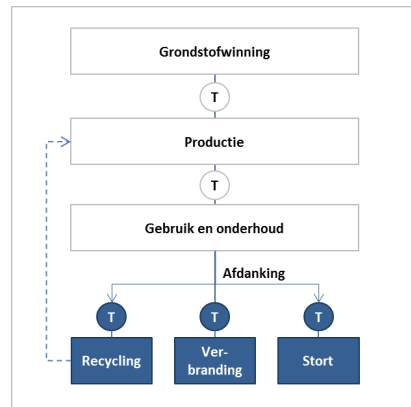 Grondstofwinning
T
Productie
T
Gebruik en onderhoud
Afdanking
T T T
Recycling Ver- Stort
branding